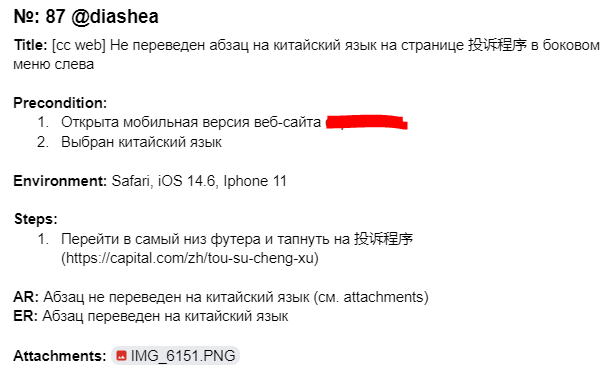 №: 87 @diashea
Title: [cc web] Не переведен абзац на китайский язык на странице 投诉程序 в боковом
меню слева
Precondition:
1. Открыта мобильная версия веб-сайта
2. Выбран китайский язык
Environment: Safari, iOS 14.6, Iphone 11
Steps:
1. Перейти в самый низ футера и тапнуть на 投诉程序
(https://capital.com/zh/tou-su-cheng-xu)
AR: Абзац не переведен на китайский язык (см. attachments)
ER: Абзац переведен на китайский язык
Attachments: IMG_6151.PNG